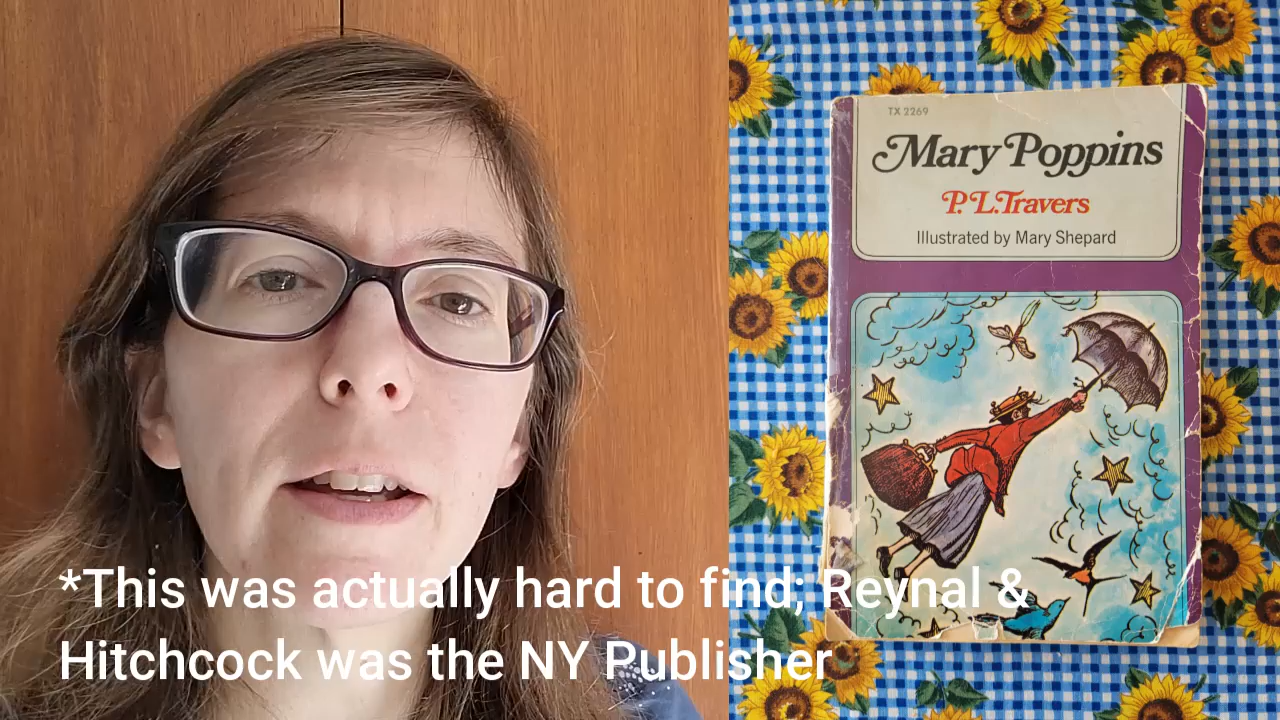 TX 2269
Mary Poppins
P. L. Travers
Illustrated by Mary Shepard
*This was actually hard to find; Reynal &
Hitchcock was the NY Publisher